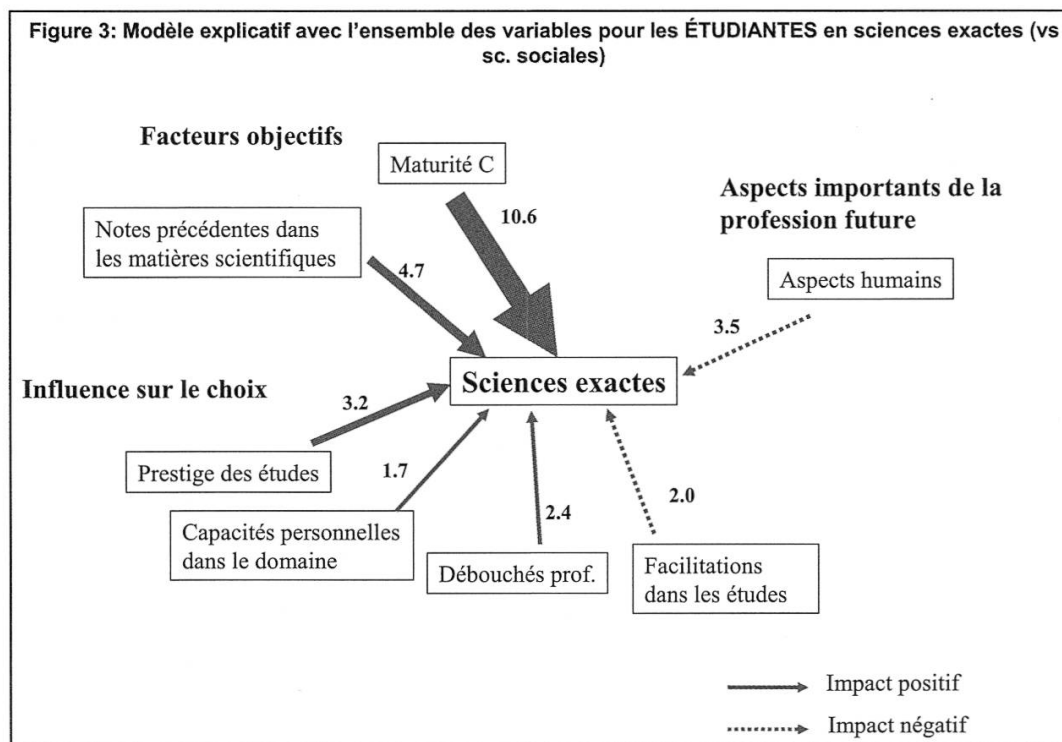 Figure 3: Modèle explicatif avec l'ensemble des variables pour les ÉTUDIANTES en sciences exactes (vs
sc. sociales)
Facteurs objectifs
Maturité C
10.6
Aspects importants de la
profession future
Notes précédentes dans
les matières scientifiques
4.7
Aspects humains
3.5
Sciences exactes
Influence sur le choix
3.2
Prestige des études
1.7
Capacités personnelles
dans le domaine
2.4
Débouchés prof.
2.0
Facilitations
dans les études
Impact positif
Impact négatif